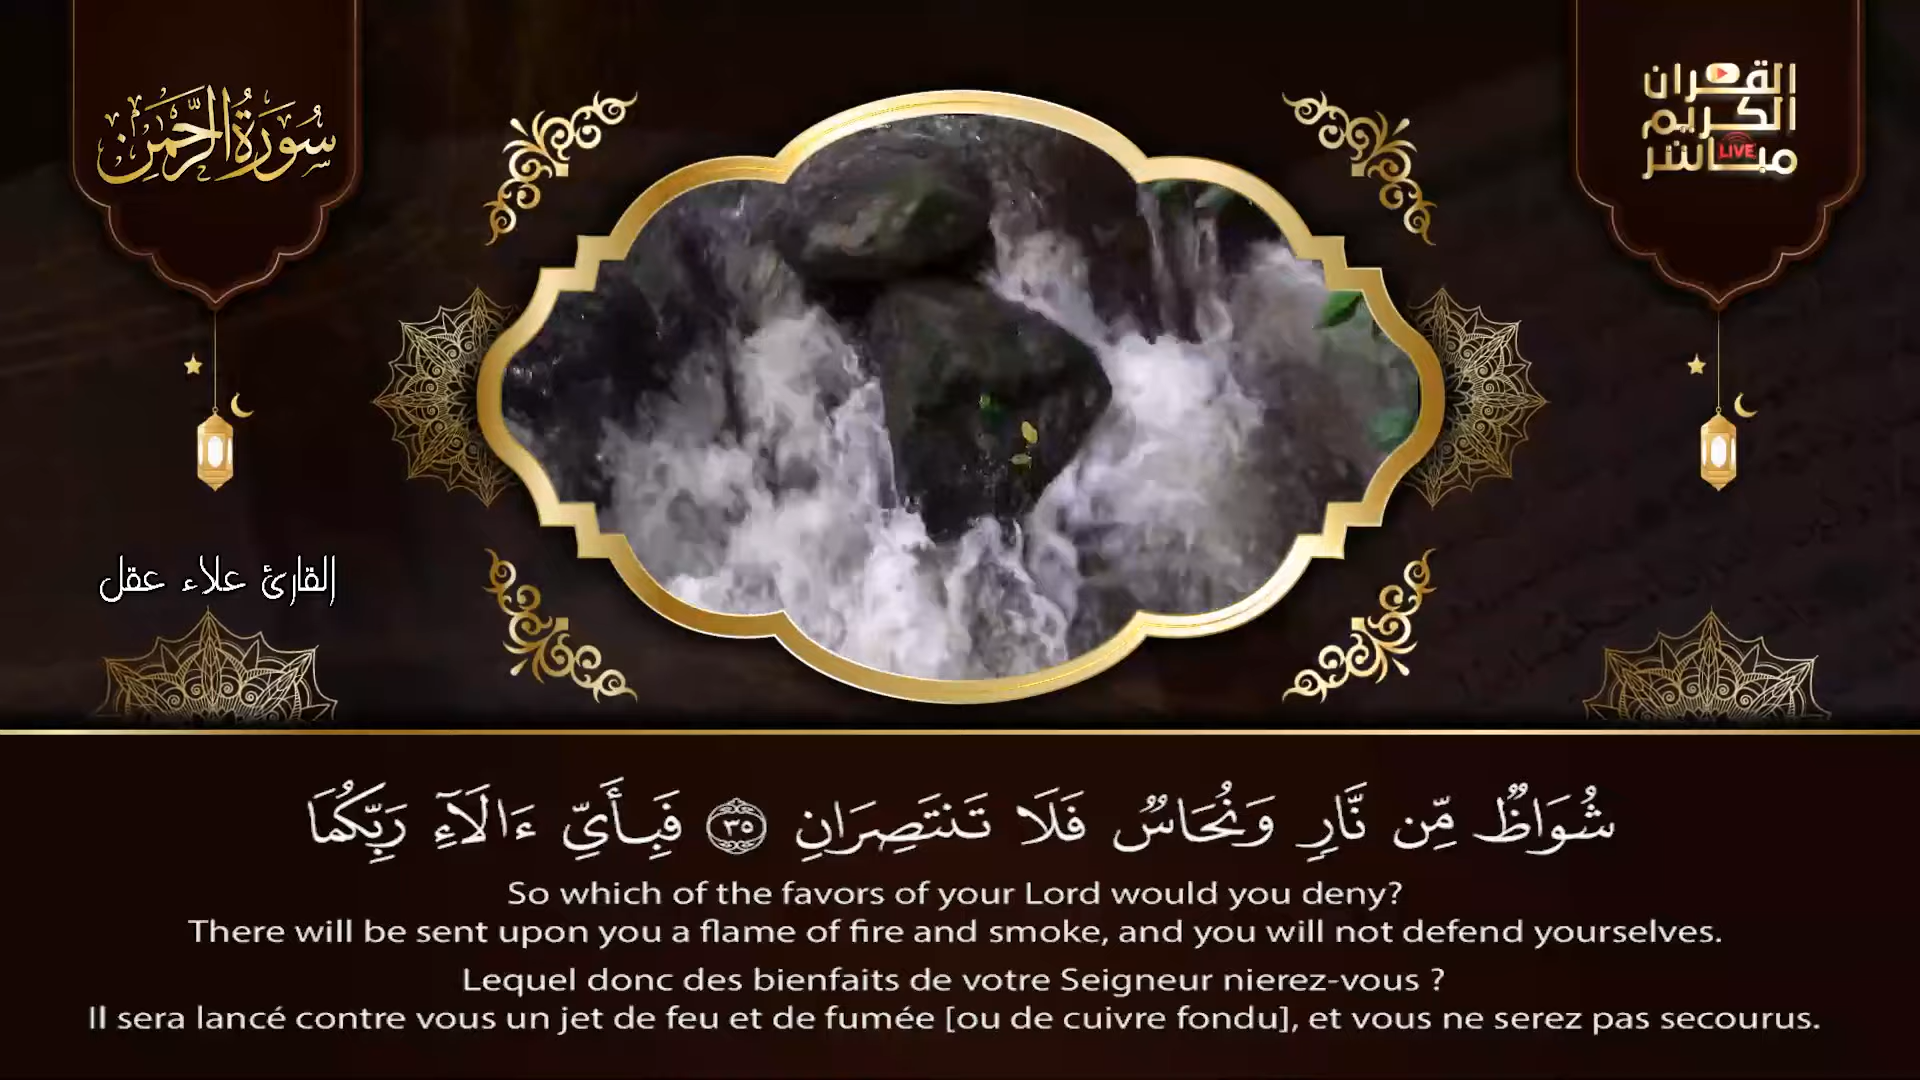 سُورَةُ الرَّحْمَٰن
القرآن
الكريم
مباشر
LIVE
القارئ علاء عقل
شُوَاظٌ مِّن نَّارٍ وَنُحَاسٌ فَلَا تَنتَصِرَانِ ٣٥ فَبِأَيِّ ءَالَآءِ رَبِّكُمَا
So which of the favors of your Lord would you deny?
There will be sent upon you a flame of fire and smoke, and you will not defend yourselves.
Lequel donc des bienfaits de votre Seigneur nierez-vous ?
Il sera lancé contre vous un jet de feu et de fumée [ou de cuivre fondu], et vous ne serez pas secourus.